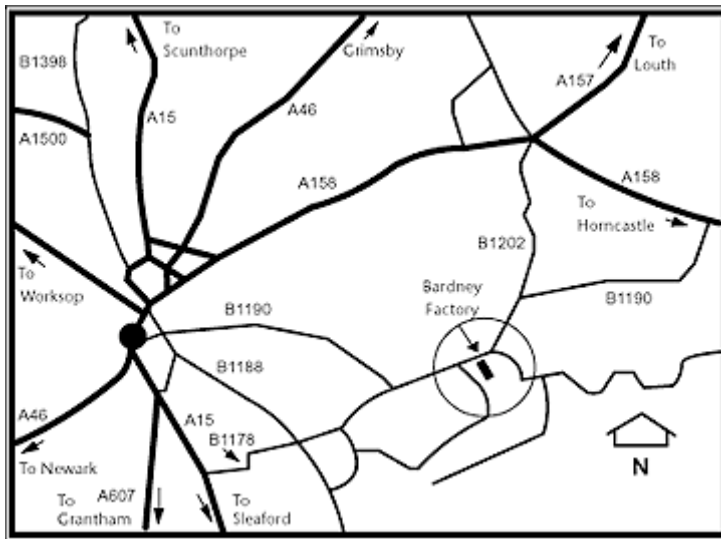 To
Scunthorpe
Grimsby
To
Louth
B1398
A157
A15
A46
A1500
A158
A158
To
Horncastle
B1202
To
Worksop
Bardney
Factory
B1190
B1190
B1188
A46
A15
B1178
To Newark
A607
To
Grantham
To
Sleaford
N